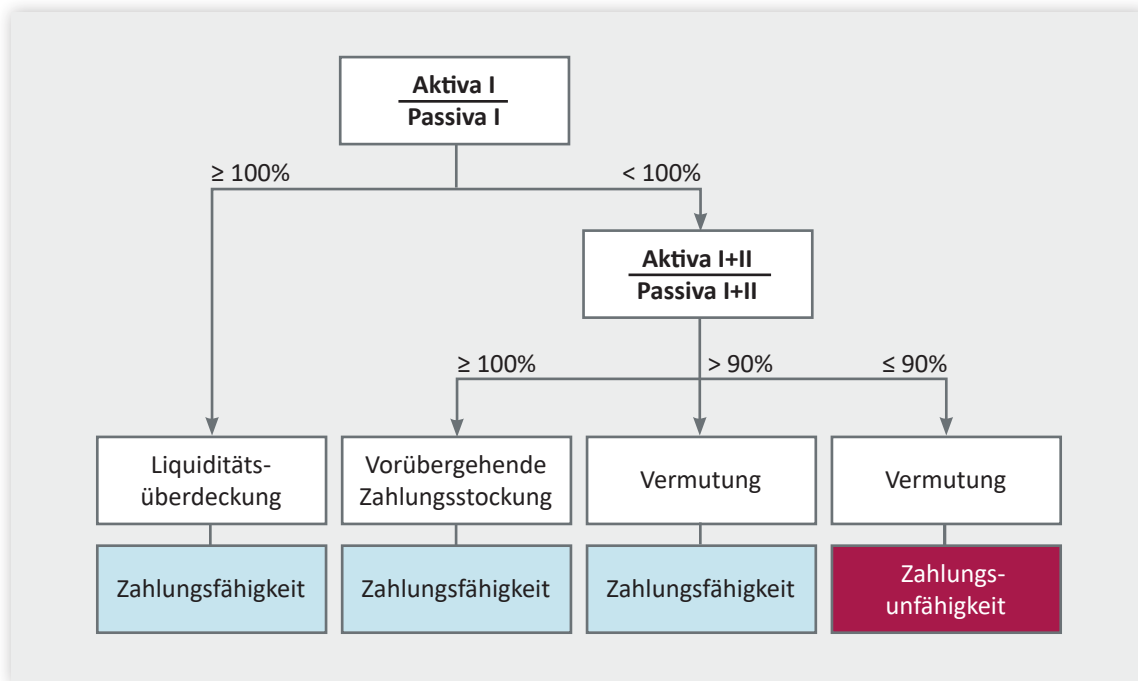 Aktiva I
Passiva I
≥ 100%
< 100%
Aktiva I+II
Passiva I+II
≥ 100%
> 90%
≤ 90%
Liquiditäts-
überdeckung
Vorübergehende
Zahlungsstockung
Vermutung
Vermutung
Zahlungsfähigkeit
Zahlungsfähigkeit
Zahlungsfähigkeit
Zahlungs-
unfähigkeit